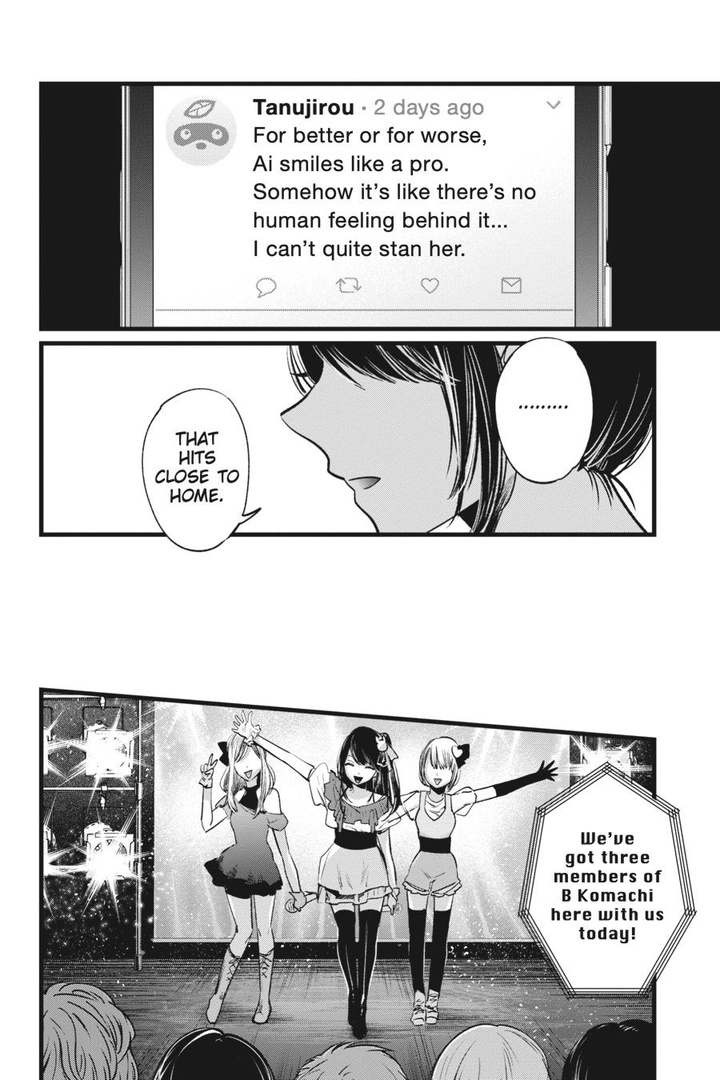 Tanujirou · 2 days ago
For better or for worse,
Ai smiles like a pro.
Somehow it's like there's no
human feeling behind it...
I can't quite stan her.
.........
THAT
HITS
CLOSE TO
HOME.
We've
got three
members of
B Komachi
here with us
today!